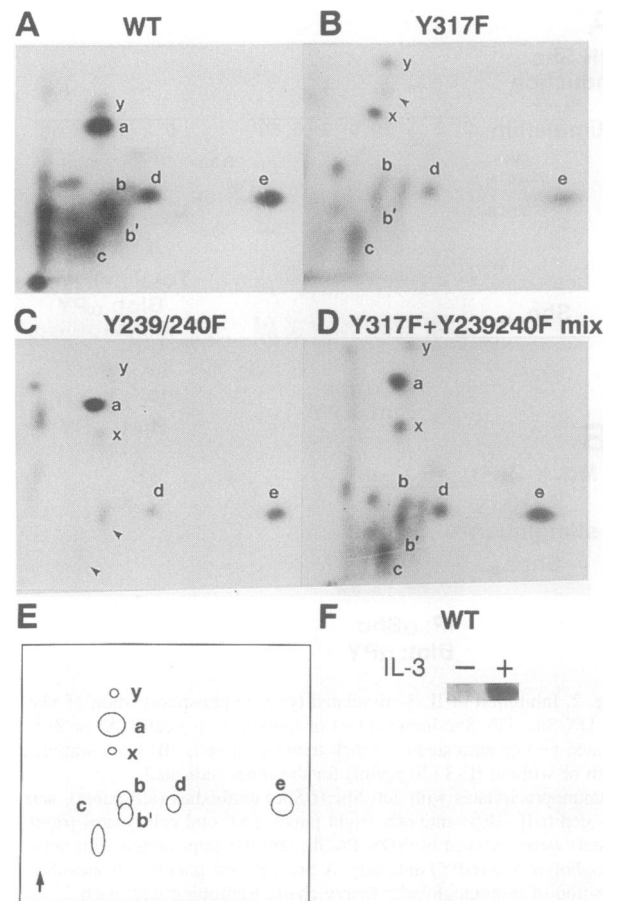 A WT
y
a
b
d
e
b'
c
B Y317F
y
x
b
d
e
b'
c
C Y239/240F
y
a
x
d
e
D Y317F+Y239240F mix
y
a
x
b
d
e
b'
c
E
y
a
x
b
c
d
e
b'
F WT
IL-3 − +